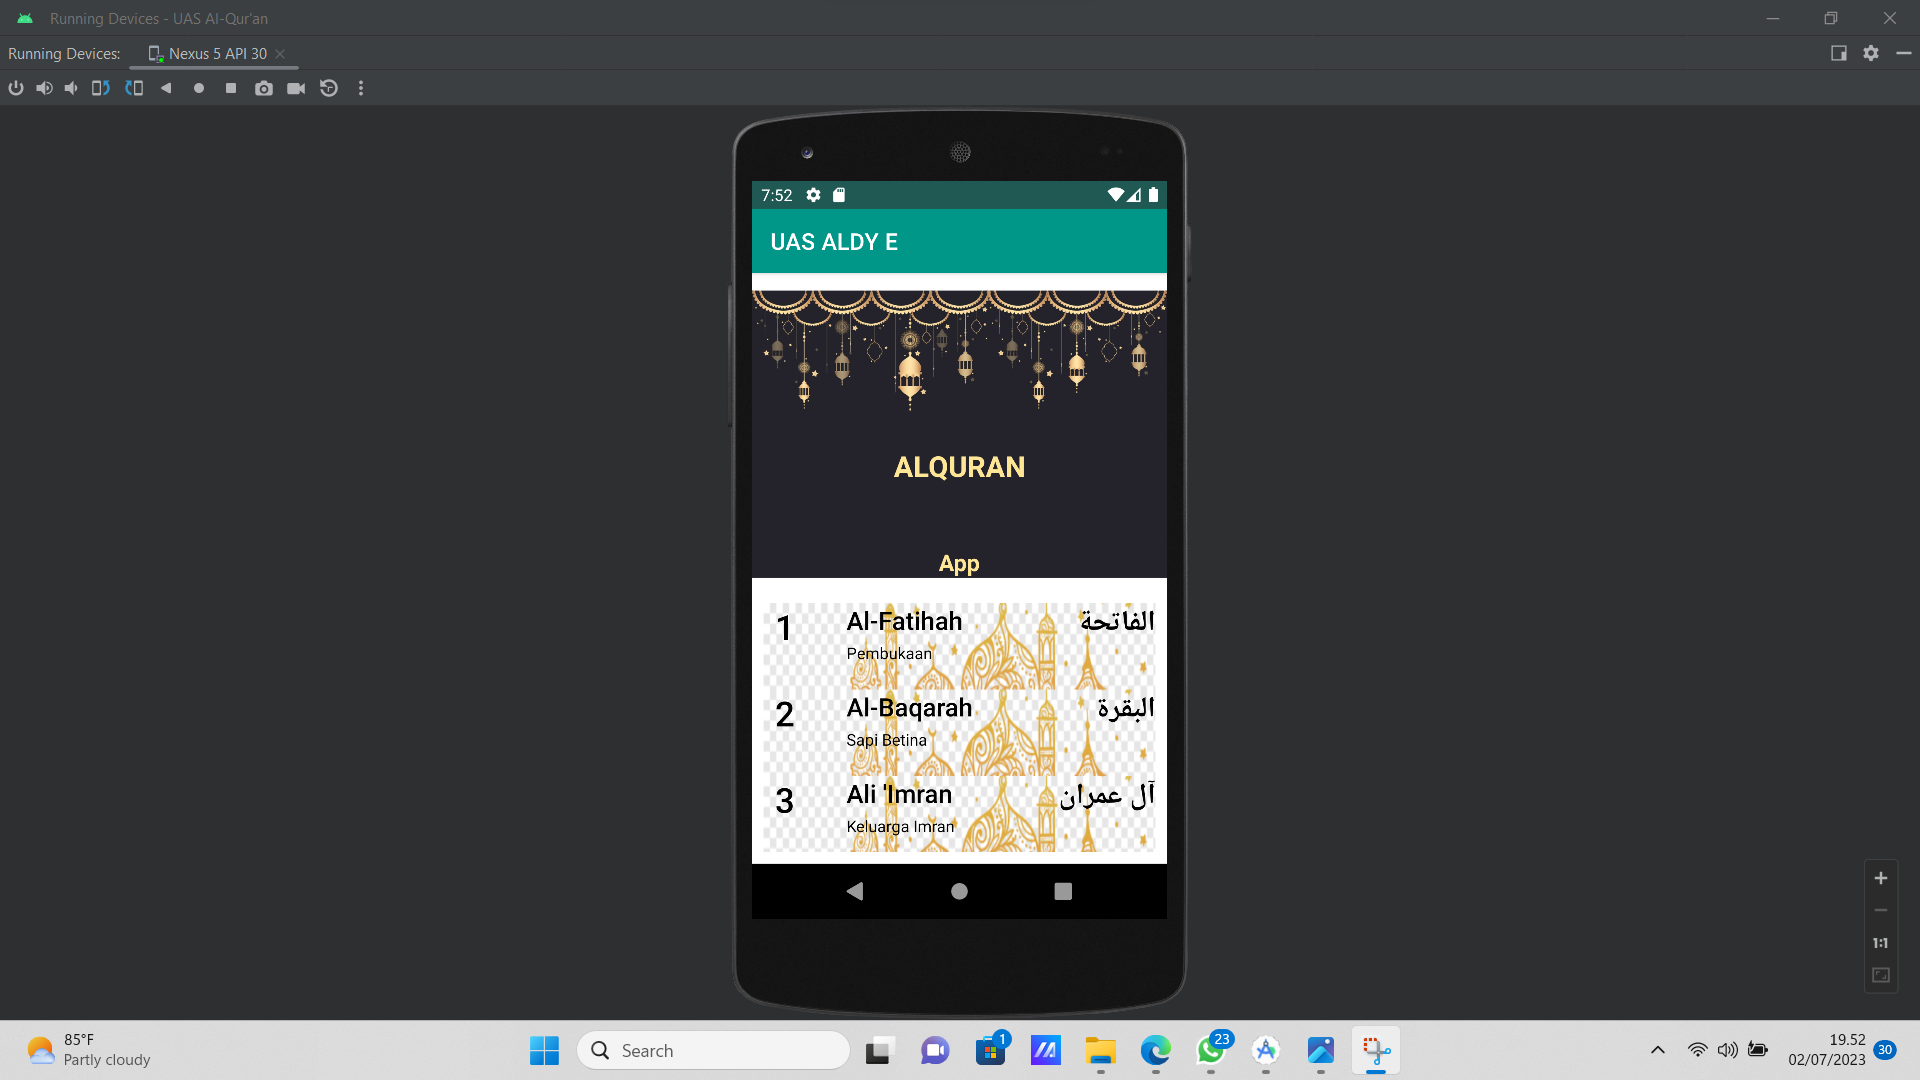 Running Devices - UAS Al-Qur'an
Running Devices: Nexus 5 API 30
7:52
UAS ALDY E
ALQURAN
App
1 Al-Fatihah الفاتحة
Pembukaan
2 Al-Baqarah البقرة
Sapi Betina
3 Ali 'Imran آل عمران
Keluarga Imran
1:1
85°F
Partly cloudy
Search
1
23
19.52
02/07/2023
30